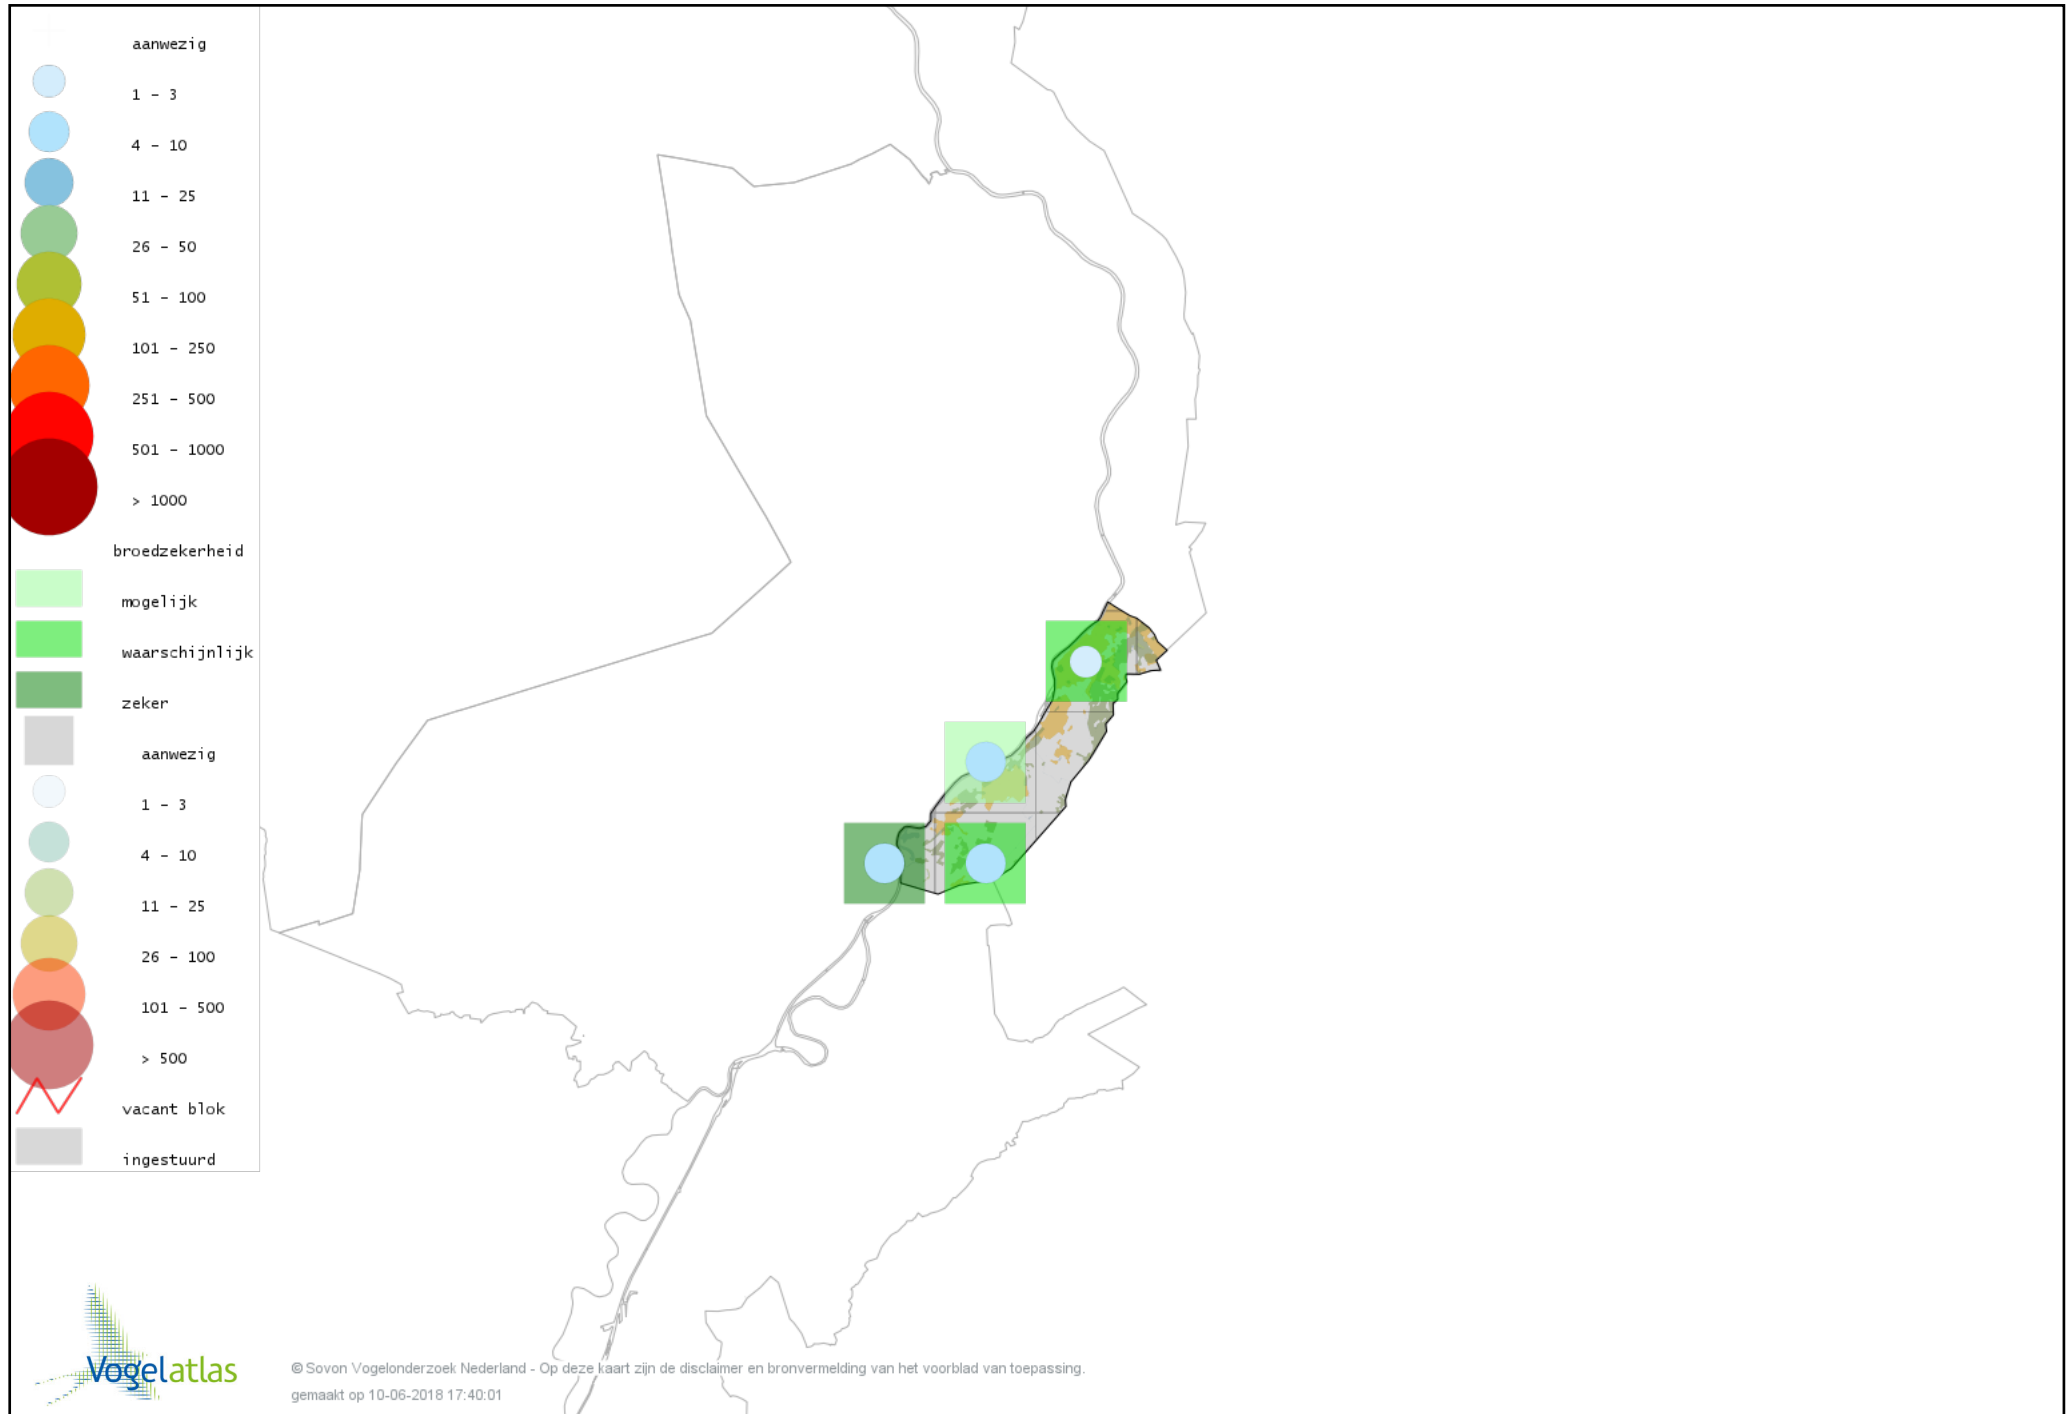 aanwezig
1 - 3
4 - 10
11 - 25
26 - 50
51 - 100
101 - 250
251 - 500
501 - 1000
> 1000
broedzekerheid
mogelijk
waarschijnlijk
zeker
aanwezig
1 - 3
4 - 10
11 - 25
26 - 100
101 - 500
> 500
vacant blok
ingestuurd
Vogelatlas
© Sovon Vogelonderzoek Nederland - Op deze kaart zijn de disclaimer en bronvermelding van het voorblad van toepassing.
gemaakt op 10-06-2018 17:40:01